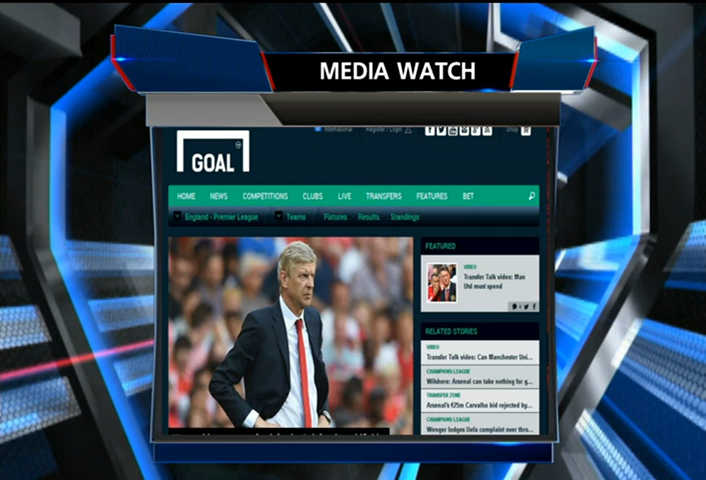 MEDIA WATCH
International Register / Login Shop
GOAL
HOME NEWS COMPETITIONS CLUBS LIVE TRANSFERS FEATURES BET
England - Premier League Teams Fixtures Results Standings
FEATURED
VIDEO
Transfer Talk video: Man
Utd must spend
RELATED STORIES
VIDEO
Transfer Talk video: Can Manchester Uni...
CHAMPIONS LEAGUE
Wilshere: Arsenal can take nothing for g...
TRANSFER ZONE
Arsenal's €25m Carvalho bid rejected by...
CHAMPIONS LEAGUE
Wenger lodges Uefa complaint over thro...